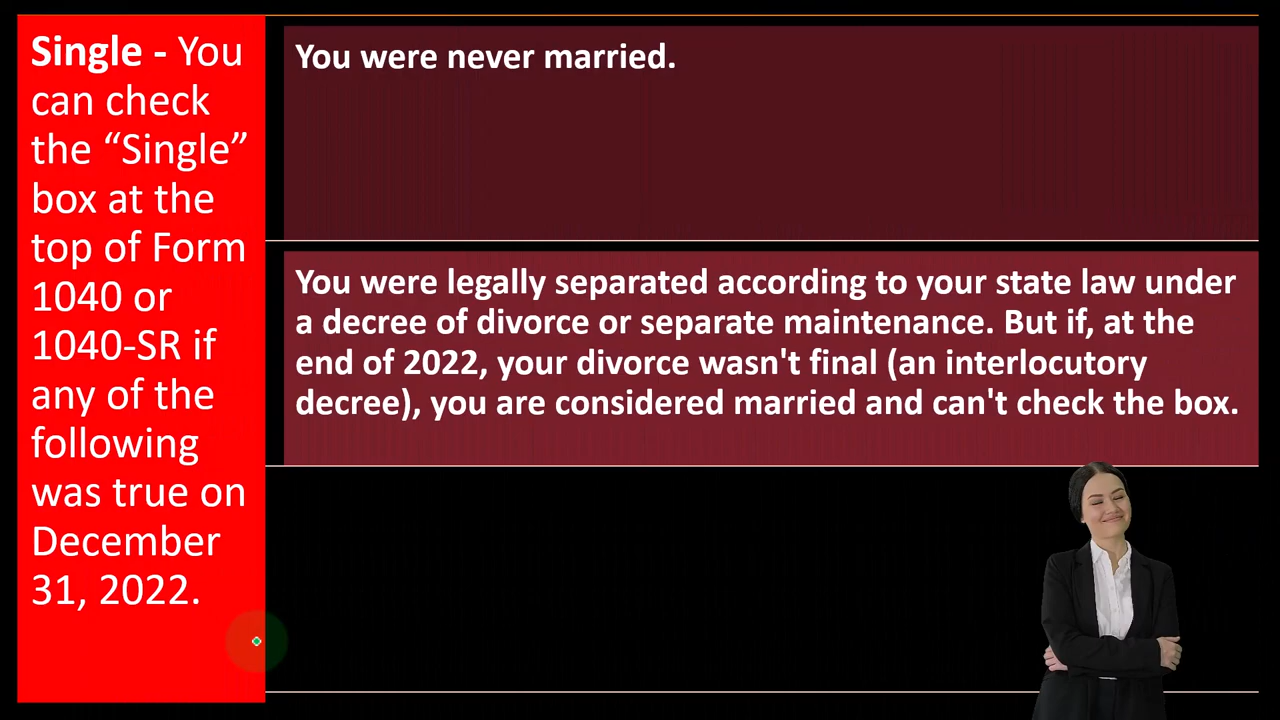 Single - You
can check
the “Single”
box at the
top of Form
1040 or
1040-SR if
any of the
following
was true on
December
31, 2022.
You were never married.
You were legally separated according to your state law under
a decree of divorce or separate maintenance. But if, at the
end of 2022, your divorce wasn't final (an interlocutory
decree), you are considered married and can't check the box.